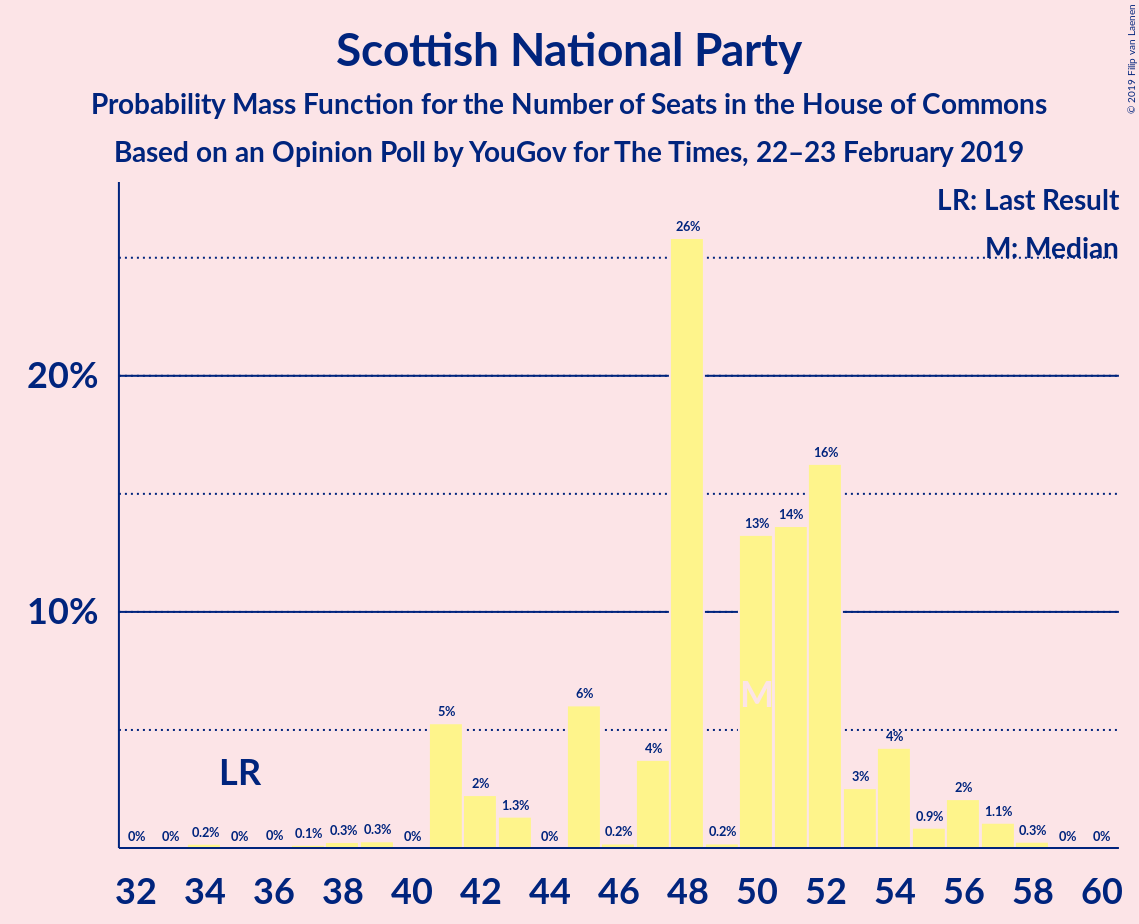 Scottish National Party
Probability Mass Function for the Number of Seats in the House of Commons
Based on an Opinion Poll by YouGov for The Times, 22–23 February 2019
© 2019 Filip van Laenen
LR: Last Result
M: Median
20%
10%
0% 0% 0.2% 0% 0% 0.1% 0.3% 0.3% 0% 5% 2% 1.3% 0% 6% 0.2% 4% 26% 0.2% 13% 14% 16% 3% 4% 0.9% 2% 1.1% 0.3% 0% 0%
LR
M
32 34 36 38 40 42 44 46 48 50 52 54 56 58 60